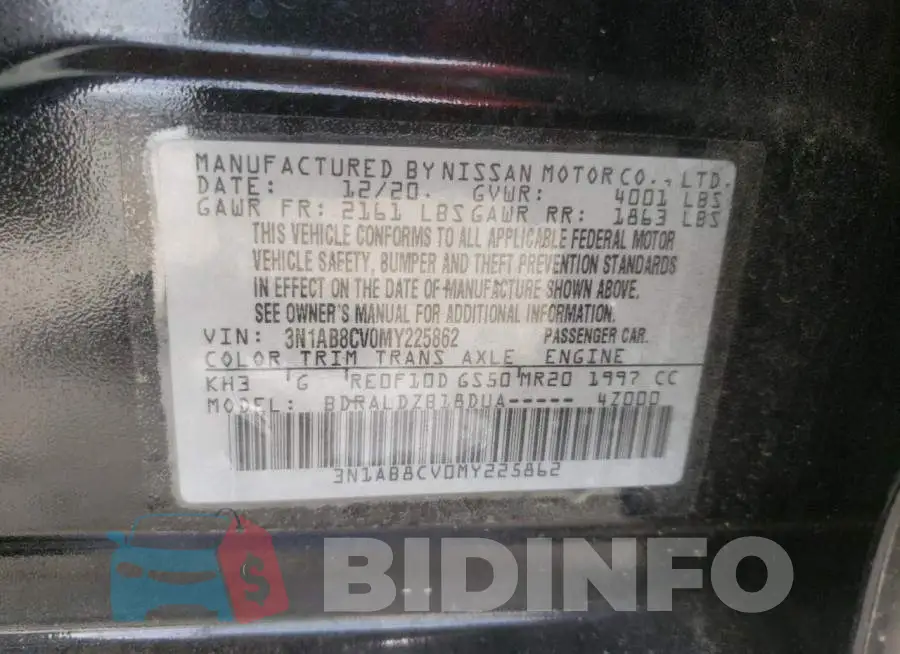 MANUFACTURED BY NISSAN MOTOR CO., LTD.
DATE: 12/20. GVWR: 4001 LBS
GAWR FR: 2161 LBS GAWR RR: 1863 LBS
THIS VEHICLE CONFORMS TO ALL APPLICABLE FEDERAL MOTOR
VEHICLE SAFETY, BUMPER AND THEFT PREVENTION STANDARDS
IN EFFECT ON THE DATE OF MANUFACTURE SHOWN ABOVE.
SEE OWNER'S MANUAL FOR ADDITIONAL INFORMATION.
VIN: 3N1AB8CV0MY225862 PASSENGER CAR.
COLOR TRIM TRANS AXLE ENGINE
KH3 G RE0F10D GS50 MR20 1997 CC
MODEL: BDRALDZB18DUA----- 4Z000
3N1AB8CV0MY225862
$ BIDINFO